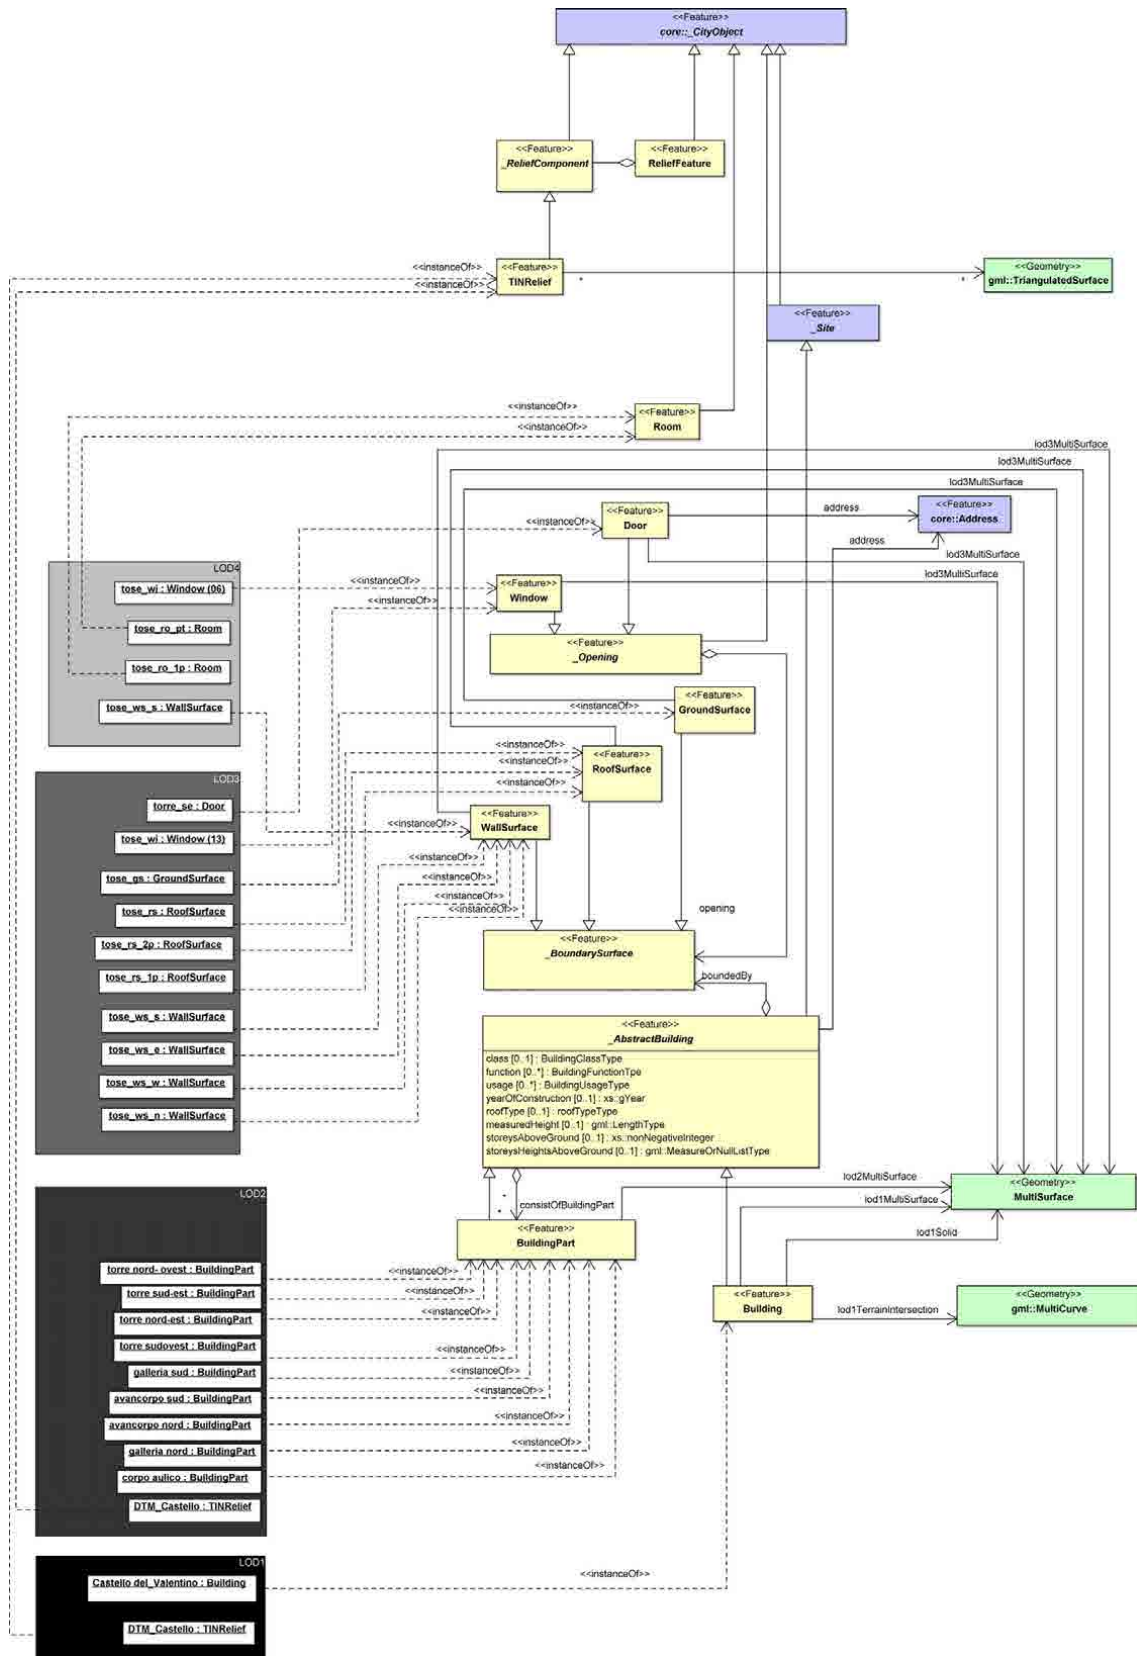 <<Feature>>
core::_CityObject
<<Feature>>
_ReliefComponent
<<Feature>>
ReliefFeature
<<instanceOf>>
<<instanceOf>>
<<Feature>>
TINRelief
*
*
<<Geometry>>
gml::TriangulatedSurface
<<Feature>>
_Site
<<instanceOf>>
<<instanceOf>>
<<Feature>>
Room
lod3MultiSurface
lod3MultiSurface
lod3MultiSurface
<<instanceOf>>
<<Feature>>
Door
address
<<Feature>>
core::Address
address
lod3MultiSurface
LOD4
tose_wi : Window (06)
tose_ro_pt : Room
tose_ro_1p : Room
tose_ws_s : WallSurface
<<instanceOf>>
<<instanceOf>>
<<Feature>>
Window
lod3MultiSurface
<<Feature>>
_Opening
<<instanceOf>>
<<Feature>>
GroundSurface
<<instanceOf>>
<<instanceOf>>
<<instanceOf>>
<<Feature>>
RoofSurface
LOD3
torre_se : Door
tose_wi : Window (13)
tose_gs : GroundSurface
tose_rs : RoofSurface
tose_rs_2p : RoofSurface
tose_rs_1p : RoofSurface
tose_ws_s : WallSurface
tose_ws_e : WallSurface
tose_ws_w : WallSurface
tose_ws_n : WallSurface
<<instanceOf>>
<<Feature>>
WallSurface
<<instanceOf>>
<<instanceOf>>
<<instanceOf>>
<<instanceOf>>
opening
<<Feature>>
_BoundarySurface
boundedBy
<<Feature>>
_AbstractBuilding
class [0..1] : BuildingClassType
function [0..*] : BuildingFunctionTpe
usage [0..*] : BuildingUsageType
yearOfConstruction [0..1] : xs::gYear
roofType [0..1] : roofTypeType
measuredHeight [0..1] : gml::LengthType
storeysAboveGround [0..1] : xs::nonNegativeInteger
storeysHeightsAboveGround [0..1] : gml::MeasureOrNullListType
lod2MultiSurface
lod1MultiSurface
<<Geometry>>
MultiSurface
*
*
consistOfBuildingPart
lod1Solid
<<Feature>>
BuildingPart
LOD2
torre nord- ovest : BuildingPart
torre sud-est : BuildingPart
torre nord-est : BuildingPart
torre sudovest : BuildingPart
galleria sud : BuildingPart
avancorpo sud : BuildingPart
avancorpo nord : BuildingPart
galleria nord : BuildingPart
corpo aulico : BuildingPart
DTM_Castello : TINRelief
<<instanceOf>>
<<instanceOf>>
<<instanceOf>>
<<instanceOf>>
<<instanceOf>>
<<instanceOf>>
<<instanceOf>>
<<instanceOf>>
<<instanceOf>>
<<Feature>>
Building
lod1TerrainIntersection
<<Geometry>>
gml::MultiCurve
LOD1
Castello del_Valentino : Building
DTM_Castello : TINRelief
<<instanceOf>>